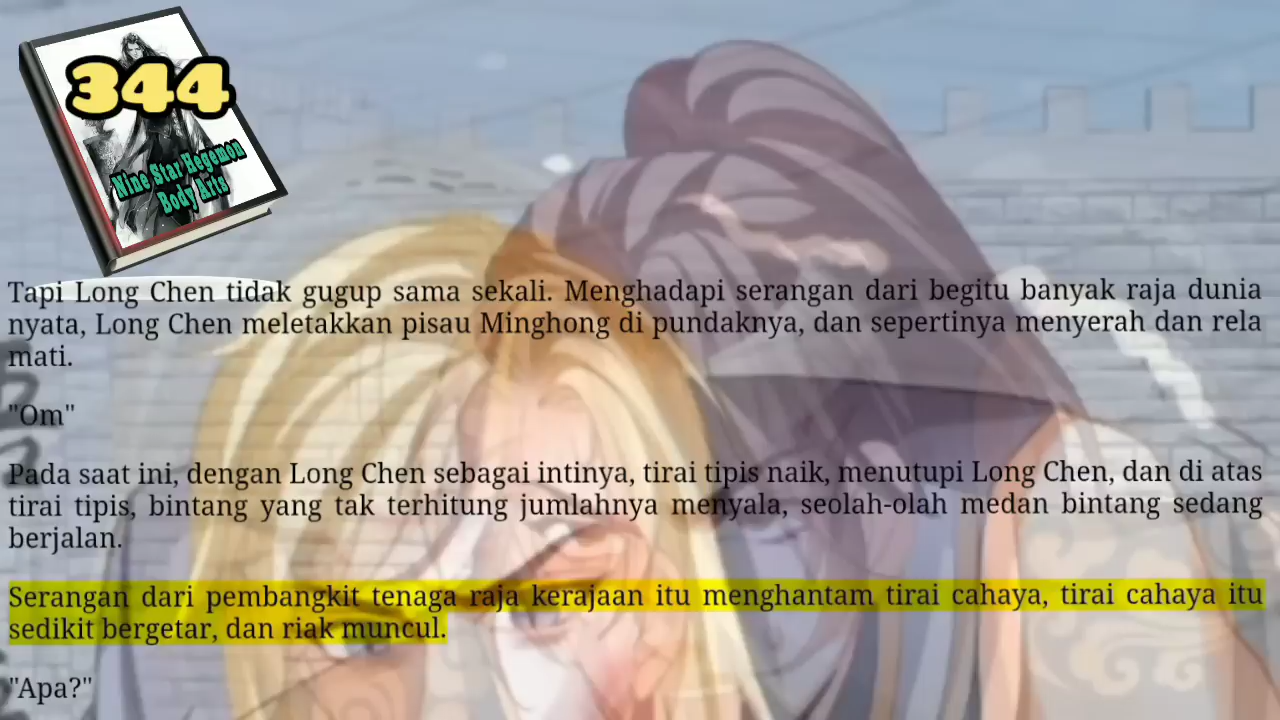 344
Nine Star Hegemon
Body Arts
Tapi Long Chen tidak gugup sama sekali. Menghadapi serangan dari begitu banyak raja dunia
nyata, Long Chen meletakkan pisau Minghong di pundaknya, dan sepertinya menyerah dan rela
mati.
"Om"
Pada saat ini, dengan Long Chen sebagai intinya, tirai tipis naik, menutupi Long Chen, dan di atas
tirai tipis, bintang yang tak terhitung jumlahnya menyala, seolah-olah medan bintang sedang
berjalan.
Serangan dari pembangkit tenaga raja kerajaan itu menghantam tirai cahaya, tirai cahaya itu
sedikit bergetar, dan riak muncul.
"Apa?"